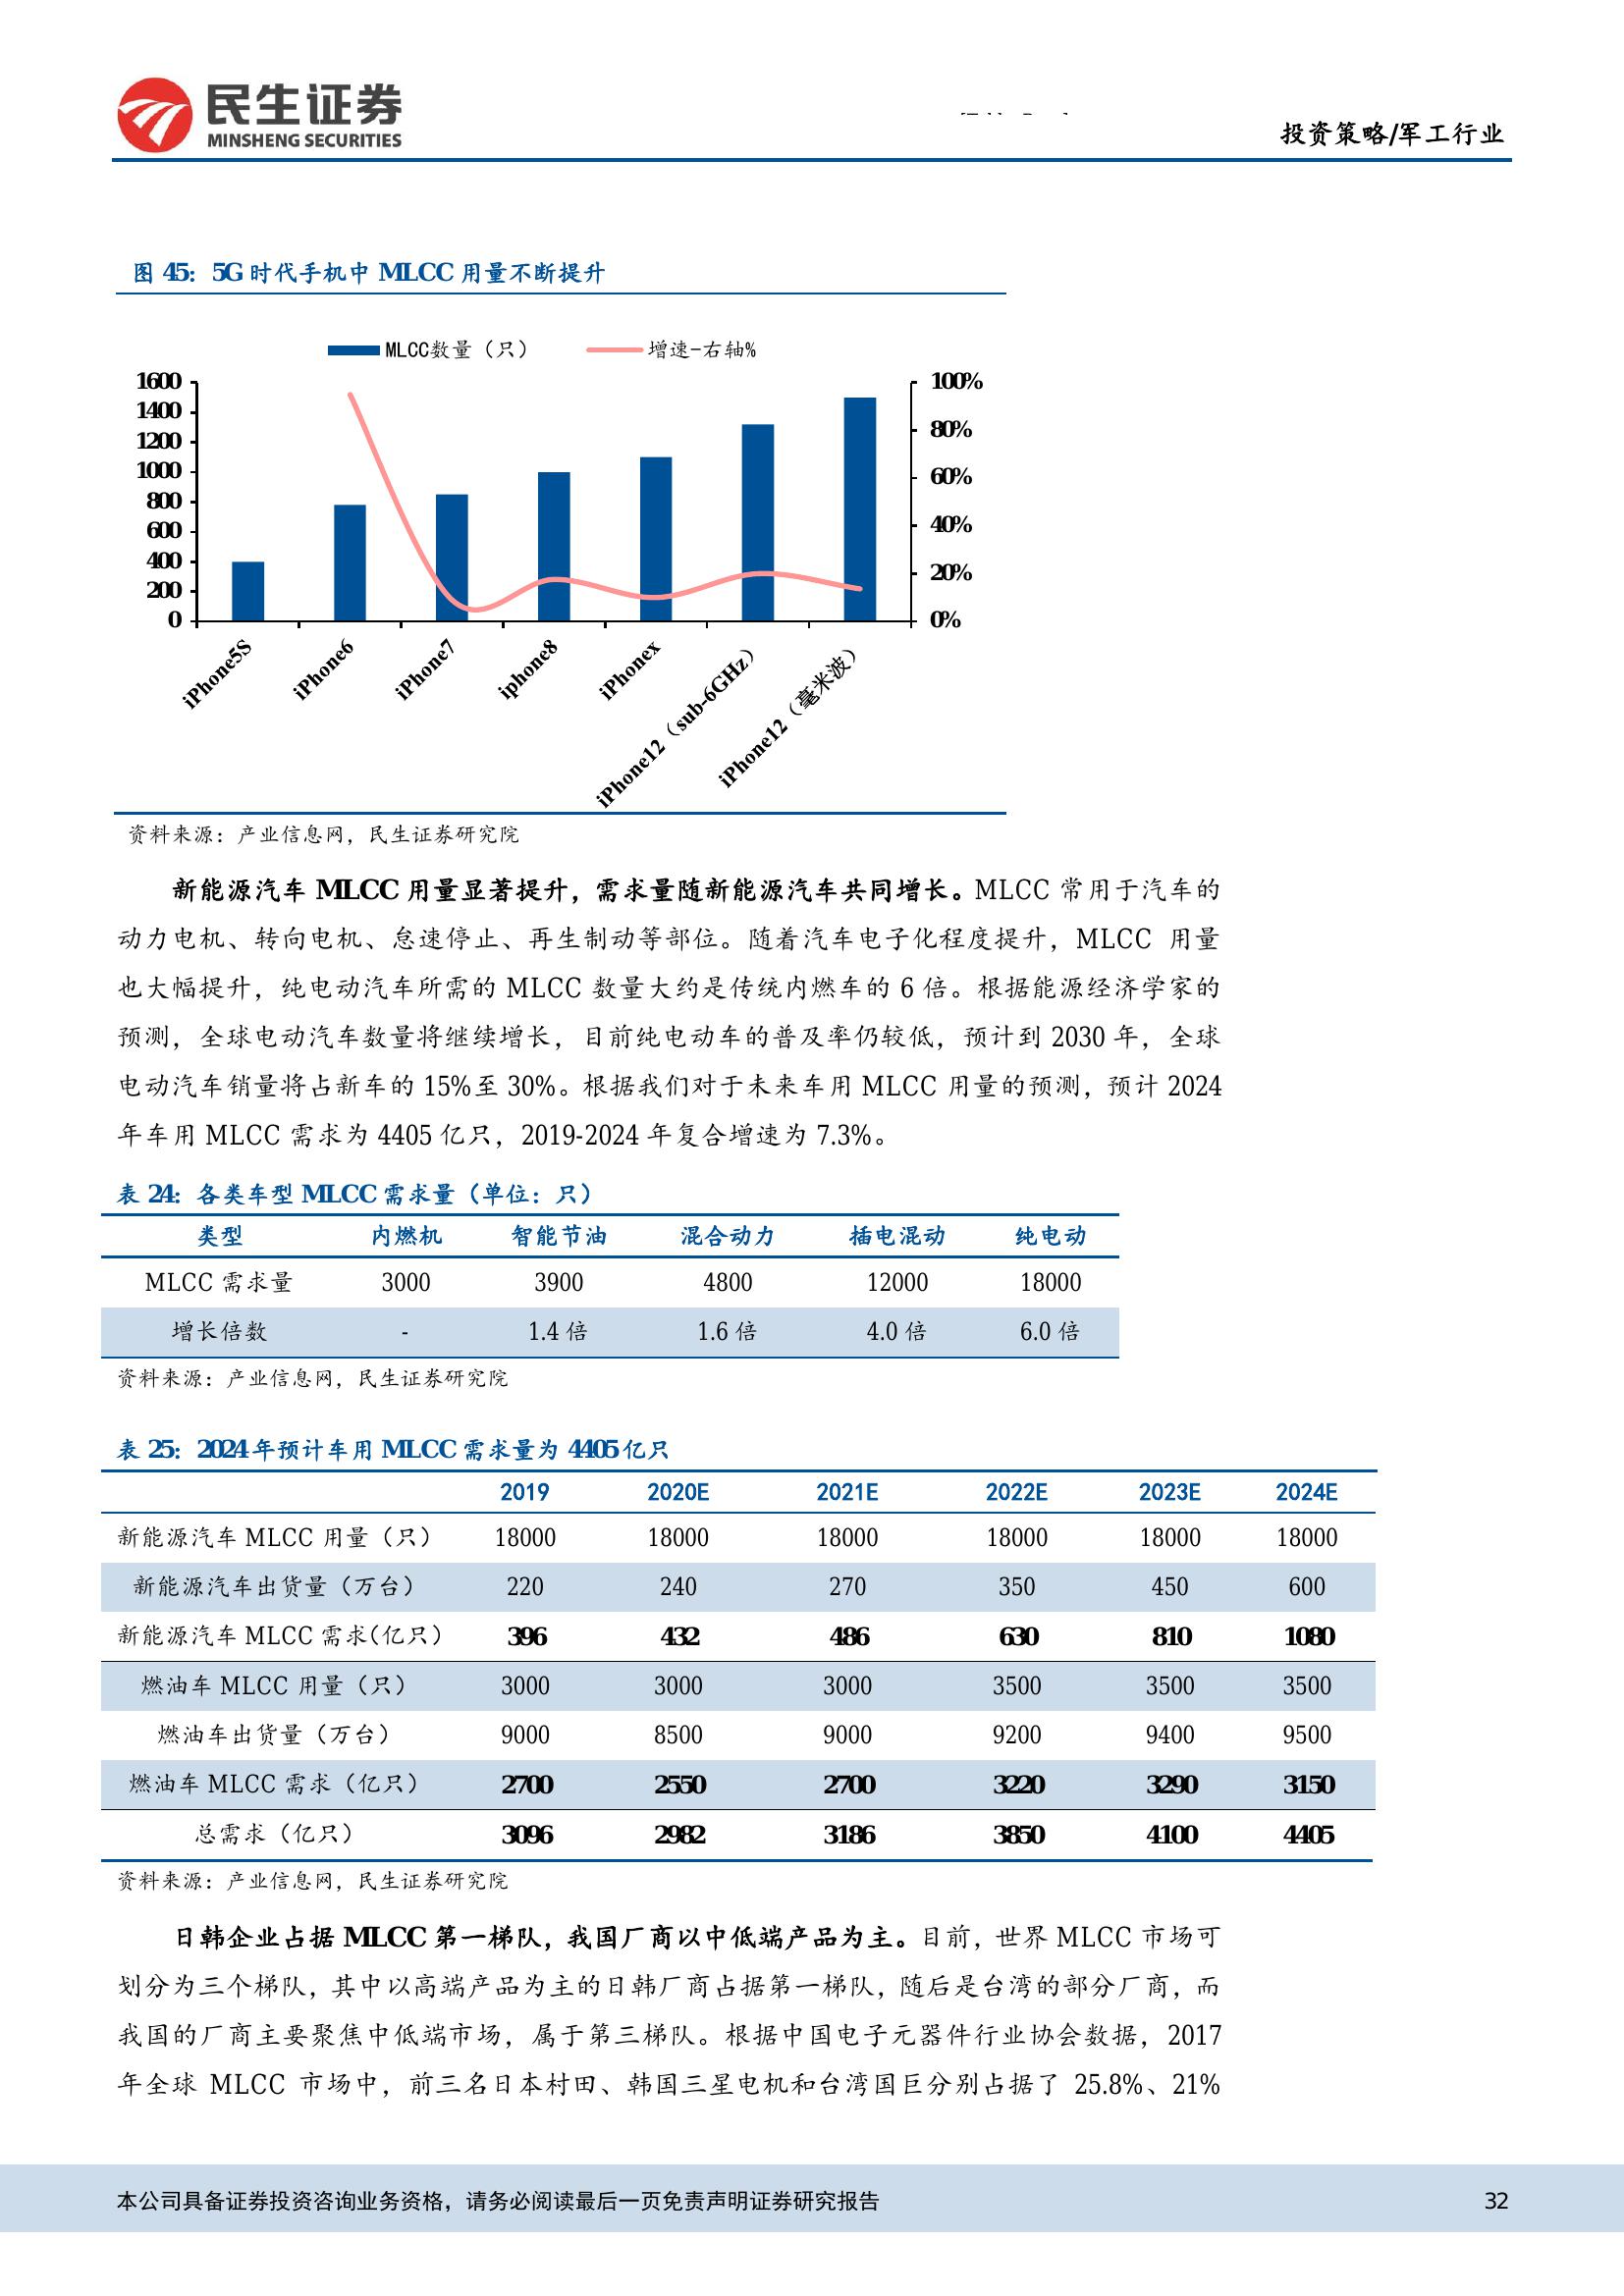 民生证券
MINSHENG SECURITIES
投资策略/军工行业
图 45：5G 时代手机中 MLCC 用量不断提升
MLCC数量（只） 增速-右轴%
1600 100%
1400
1200 80%
1000 60%
800
600 40%
400
200 20%
0 0%
iPhone5S iPhone6 iPhone7 iphone8 iPhonex iPhone12（sub-6GHz） iPhone12（毫米波）
资料来源：产业信息网，民生证券研究院
新能源汽车 MLCC 用量显著提升，需求量随新能源汽车共同增长。MLCC 常用于汽车的
动力电机、转向电机、怠速停止、再生制动等部位。随着汽车电子化程度提升，MLCC 用量
也大幅提升，纯电动汽车所需的 MLCC 数量大约是传统内燃车的 6 倍。根据能源经济学家的
预测，全球电动汽车数量将继续增长，目前纯电动车的普及率仍较低，预计到 2030 年，全球
电动汽车销量将占新车的 15%至 30%。根据我们对于未来车用 MLCC 用量的预测，预计 2024
年车用 MLCC 需求为 4405 亿只，2019-2024 年复合增速为 7.3%。
表 24：各类车型 MLCC 需求量（单位：只）
类型 内燃机 智能节油 混合动力 插电混动 纯电动
MLCC 需求量 3000 3900 4800 12000 18000
增长倍数 - 1.4 倍 1.6 倍 4.0 倍 6.0 倍
资料来源：产业信息网，民生证券研究院
表 25：2024 年预计车用 MLCC 需求量为 4405 亿只
2019 2020E 2021E 2022E 2023E 2024E
新能源汽车 MLCC 用量（只） 18000 18000 18000 18000 18000 18000
新能源汽车出货量（万台） 220 240 270 350 450 600
新能源汽车 MLCC 需求(亿只） 396 432 486 630 810 1080
燃油车 MLCC 用量（只） 3000 3000 3000 3500 3500 3500
燃油车出货量（万台） 9000 8500 9000 9200 9400 9500
燃油车 MLCC 需求（亿只） 2700 2550 2700 3220 3290 3150
总需求（亿只） 3096 2982 3186 3850 4100 4405
资料来源：产业信息网，民生证券研究院
日韩企业占据 MLCC 第一梯队，我国厂商以中低端产品为主。目前，世界 MLCC 市场可
划分为三个梯队，其中以高端产品为主的日韩厂商占据第一梯队，随后是台湾的部分厂商，而
我国的厂商主要聚焦中低端市场，属于第三梯队。根据中国电子元器件行业协会数据，2017
年全球 MLCC 市场中，前三名日本村田、韩国三星电机和台湾国巨分别占据了 25.8%、21%
本公司具备证券投资咨询业务资格，请务必阅读最后一页免责声明证券研究报告 32